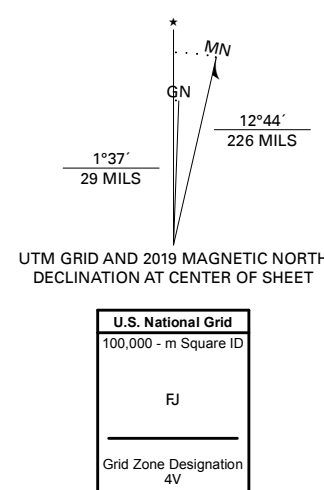 ★
MN
GN
12°44´
226 MILS
1°37´
29 MILS
UTM GRID AND 2019 MAGNETIC NORTH
DECLINATION AT CENTER OF SHEET
U.S. National Grid
100,000 - m Square ID
FJ
Grid Zone Designation
4V